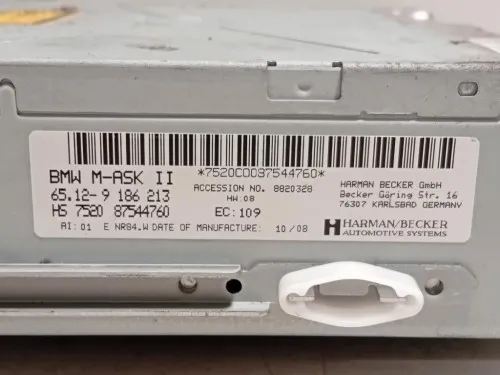 *7520C0087544760*
BMW M-ASK II
65.12-9 186 213
HS 7520 87544760
AI:01 E NR84.W DATE OF MANUFACTURE: 10/08
ACCESSION NO. 8820328
HW:08
EC:109
HARMAN BECKER GmbH
Becker Göring Str. 16
76307 KARLSBAD GERMANY
HARMAN/BECKER
AUTOMOTIVE SYSTEMS